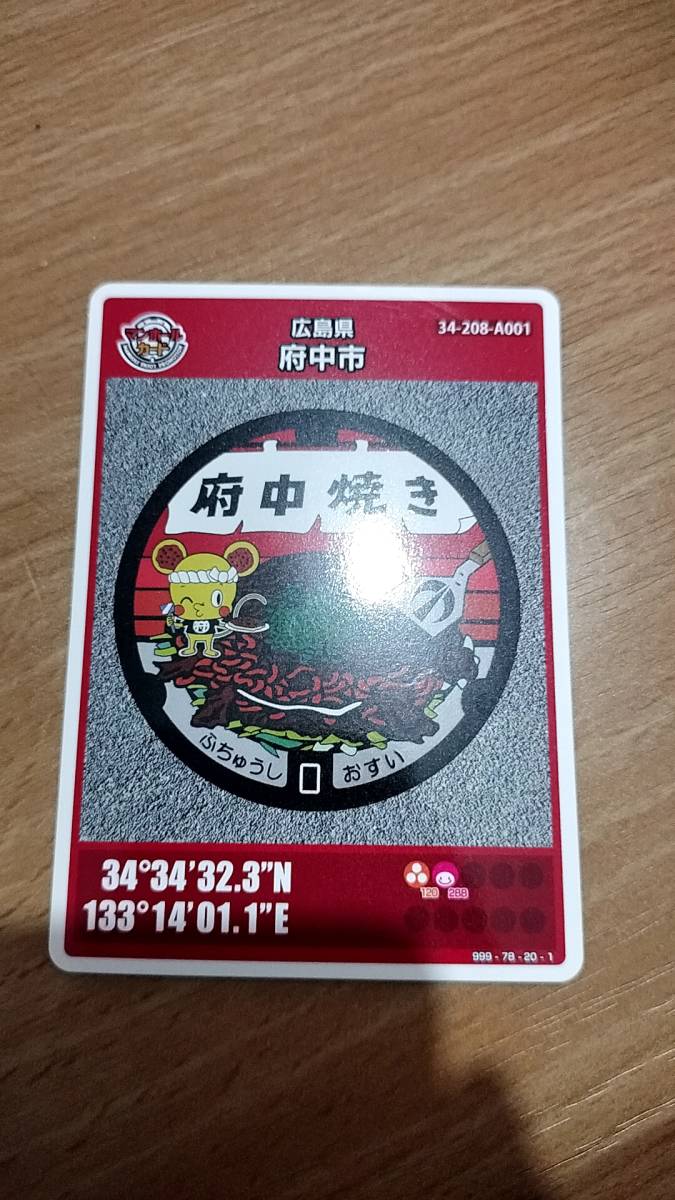 マンホール
カード
広島県
府中市
34-208-A001
府中焼き
ふちゅうし
おすい
34°34'32.3"N
133°14'01.1"E
120 288
999 - 78 - 20 - 1